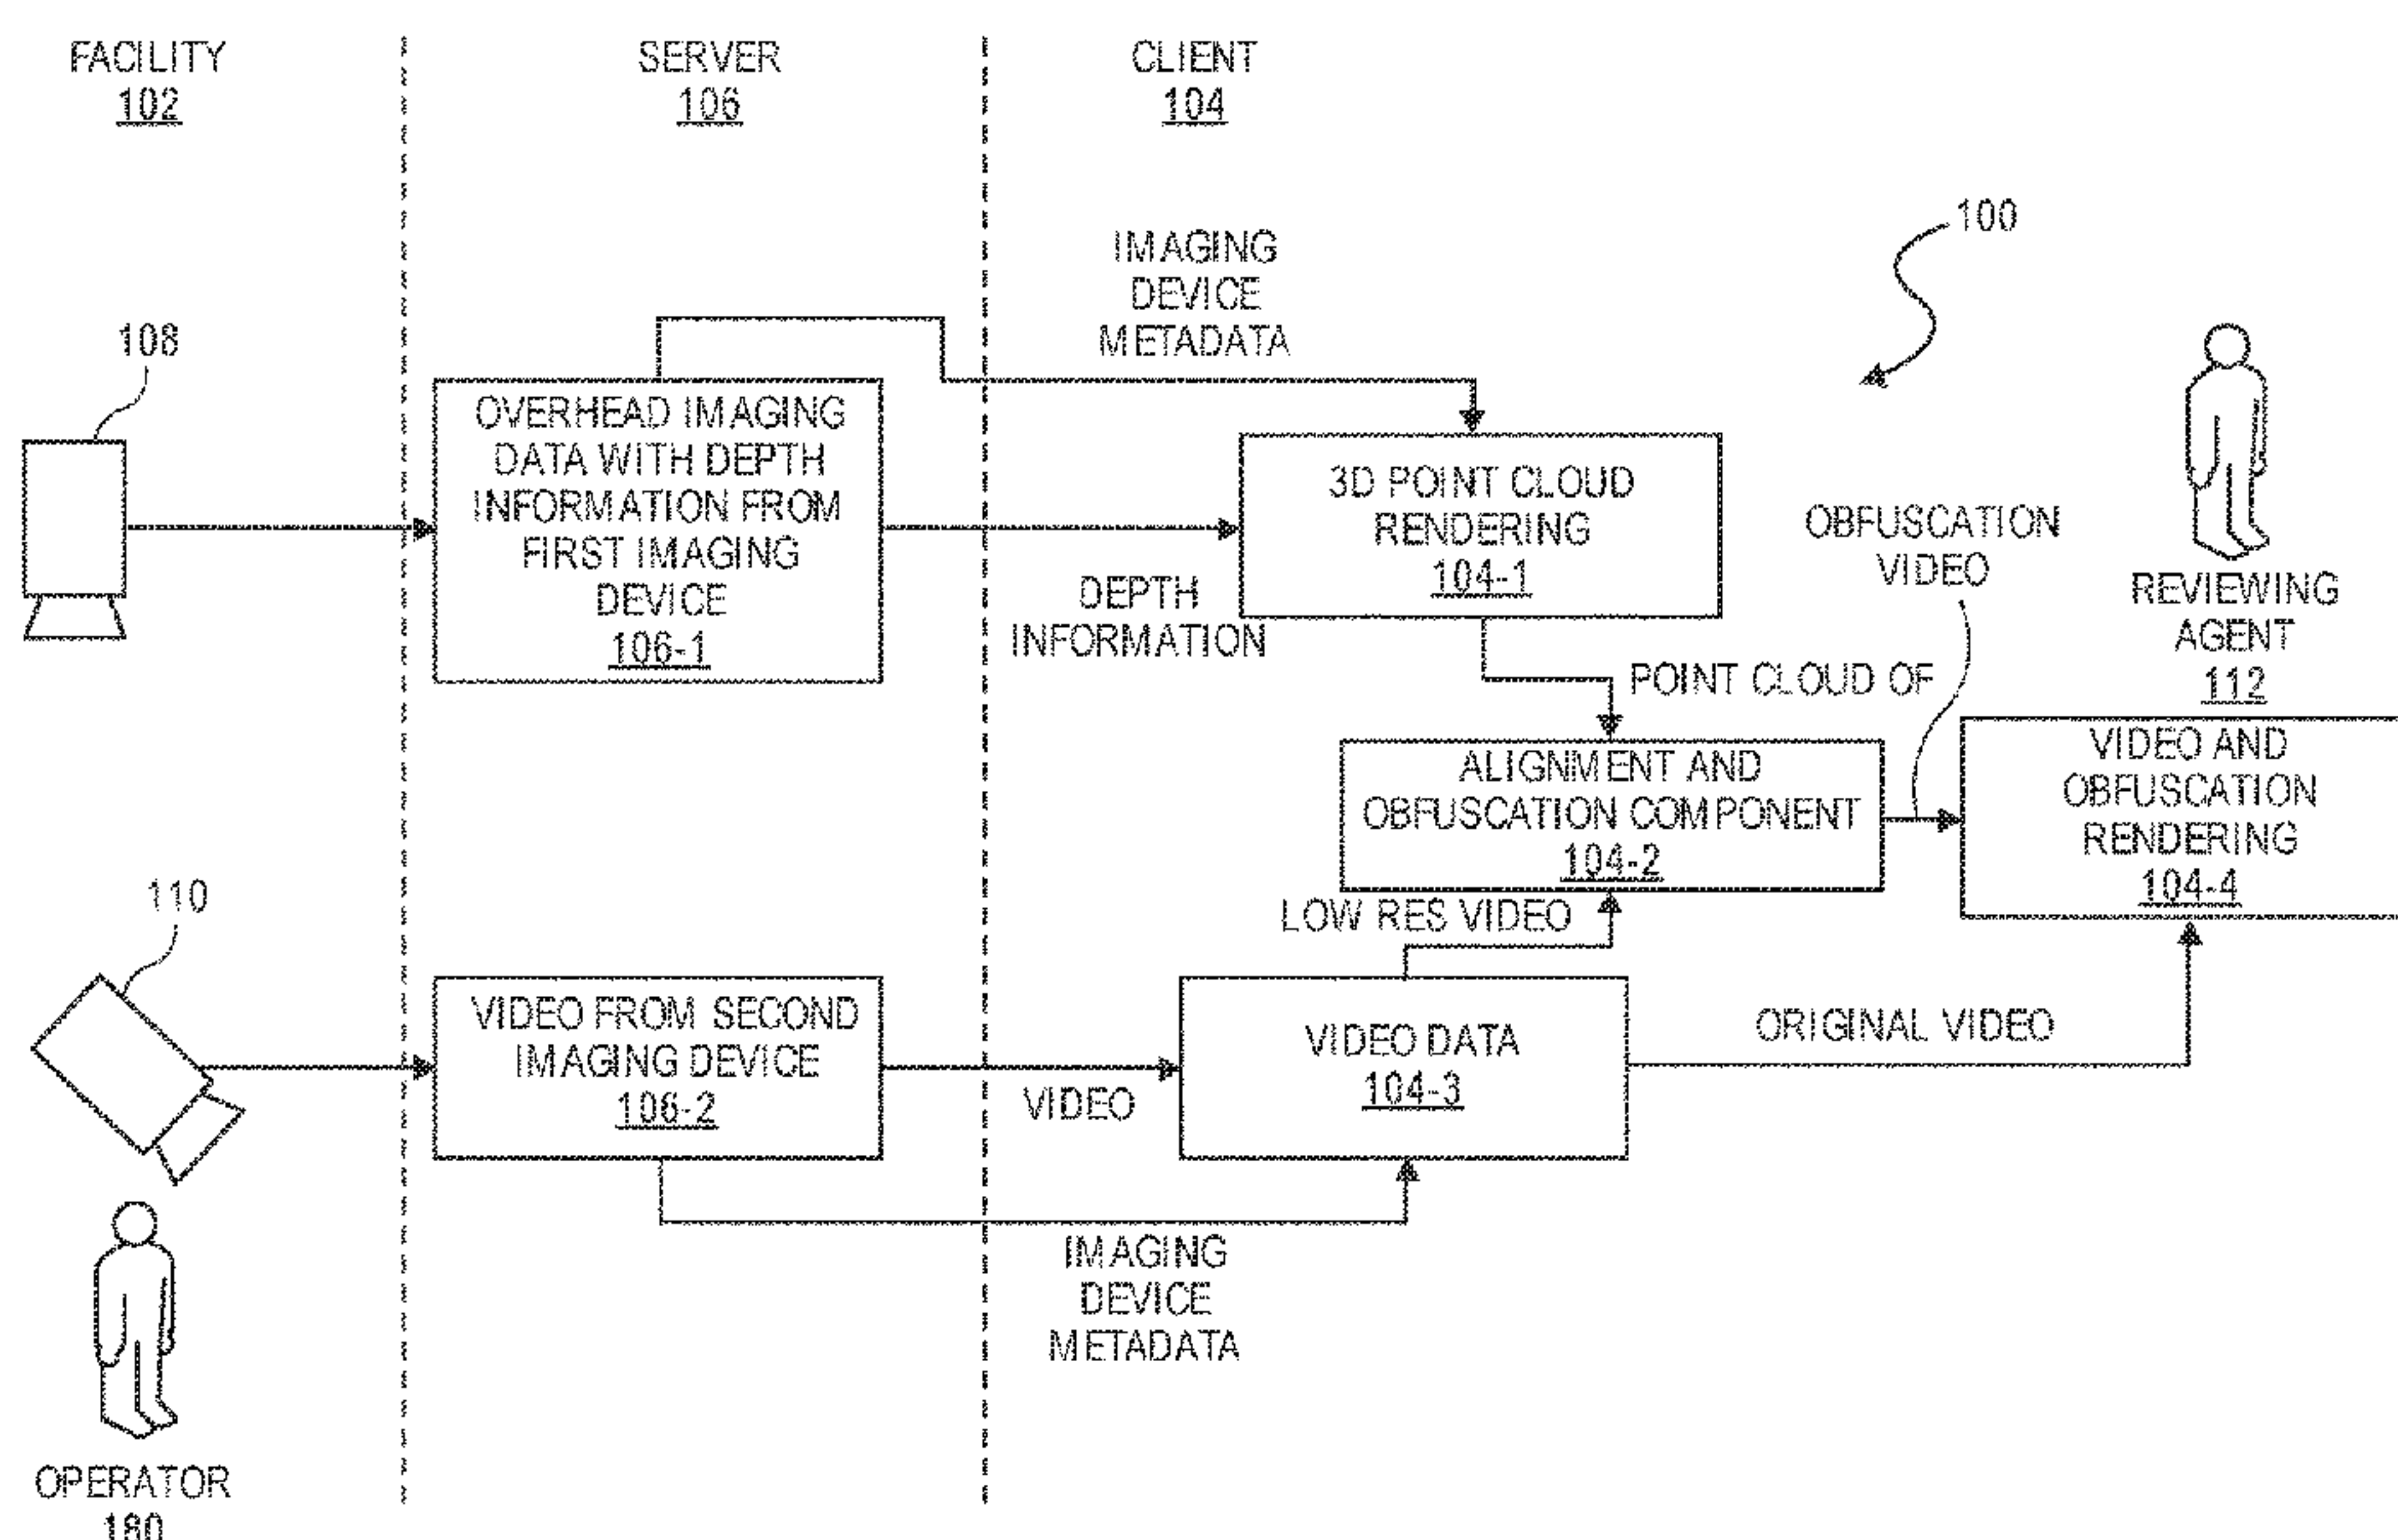 FACILITY
102
SERVER
106
CLIENT
104
100
IMAGING
DEVICE
METADATA
108
OVERHEAD IMAGING
DATA WITH DEPTH
INFORMATION FROM
FIRST IMAGING
DEVICE
106-1
3D POINT CLOUD
RENDERING
104-1
DEPTH
INFORMATION
OBFUSCATION
VIDEO
REVIEWING
AGENT
112
POINT CLOUD OF
ALIGNMENT AND
OBFUSCATION COMPONENT
104-2
VIDEO AND
OBFUSCATION
RENDERING
104-4
LOW RES VIDEO
110
VIDEO FROM SECOND
IMAGING DEVICE
106-2
VIDEO
VIDEO DATA
104-3
ORIGINAL VIDEO
IMAGING
DEVICE
METADATA
OPERATOR
180